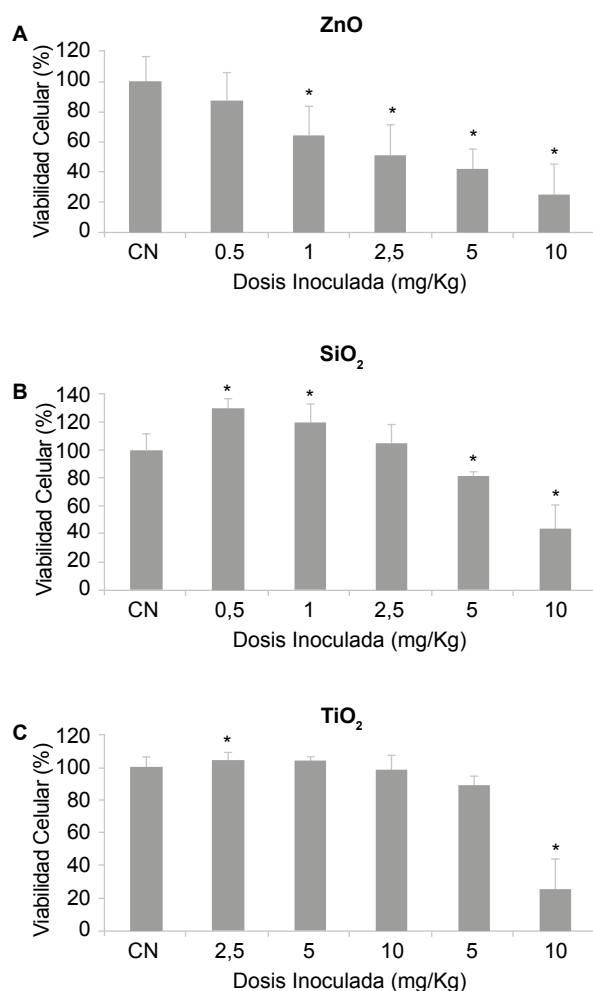 A
ZnO
Viabilidad Celular (%)
120
100
80
60
40
20
0
* * * *
CN 0.5 1 2,5 5 10
Dosis Inoculada (mg/Kg)
B
SiO₂
Viabilidad Celular (%)
140
120
100
80
60
40
20
0
* * * *
CN 0,5 1 2,5 5 10
Dosis Inoculada (mg/Kg)
C
TiO₂
Viabilidad Celular (%)
120
100
80
60
40
20
0
* *
CN 2,5 5 10 5 10
Dosis Inoculada (mg/Kg)